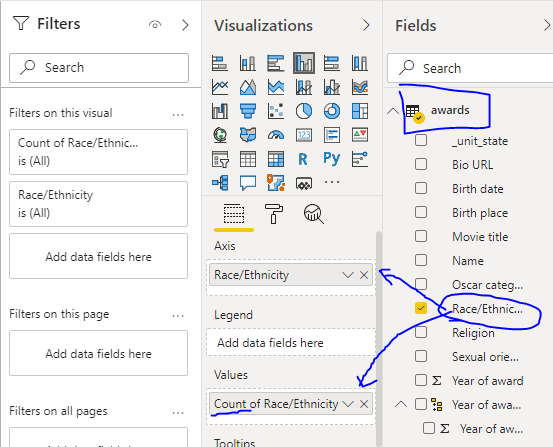 Filters
Search
Filters on this visual ...
Count of Race/Ethnic...
is (All)
Race/Ethnicity
is (All)
Add data fields here
Filters on this page ...
Add data fields here
Filters on all pages ...
Visualizations
123
R Py
...
Axis
Race/Ethnicity
Legend
Add data fields here
Values
Count of Race/Ethnicity
Tooltips
Fields
Search
awards
_unit_state
Bio URL
Birth date
Birth place
Movie title
Name
Oscar categ...
Race/Ethnic...
Religion
Sexual orie...
Σ Year of award
Year of awa...
Σ Year of aw...